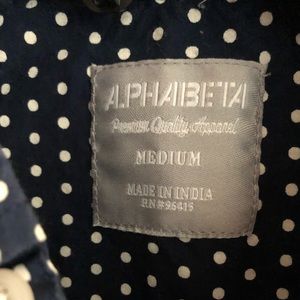 ALPHABETA
Premium Quality Apparel
MEDIUM
MADE IN INDIA
RN#96415